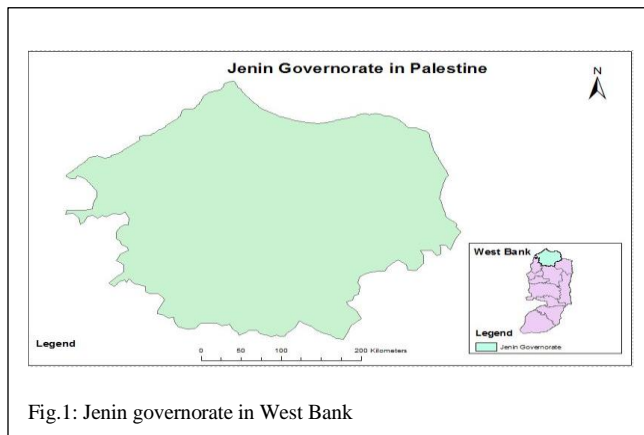 Jenin Governorate in Palestine
N
West Bank
Legend
Jenin Governorate
Legend
0 50 100 200 Kilometers
Fig.1: Jenin governorate in West Bank